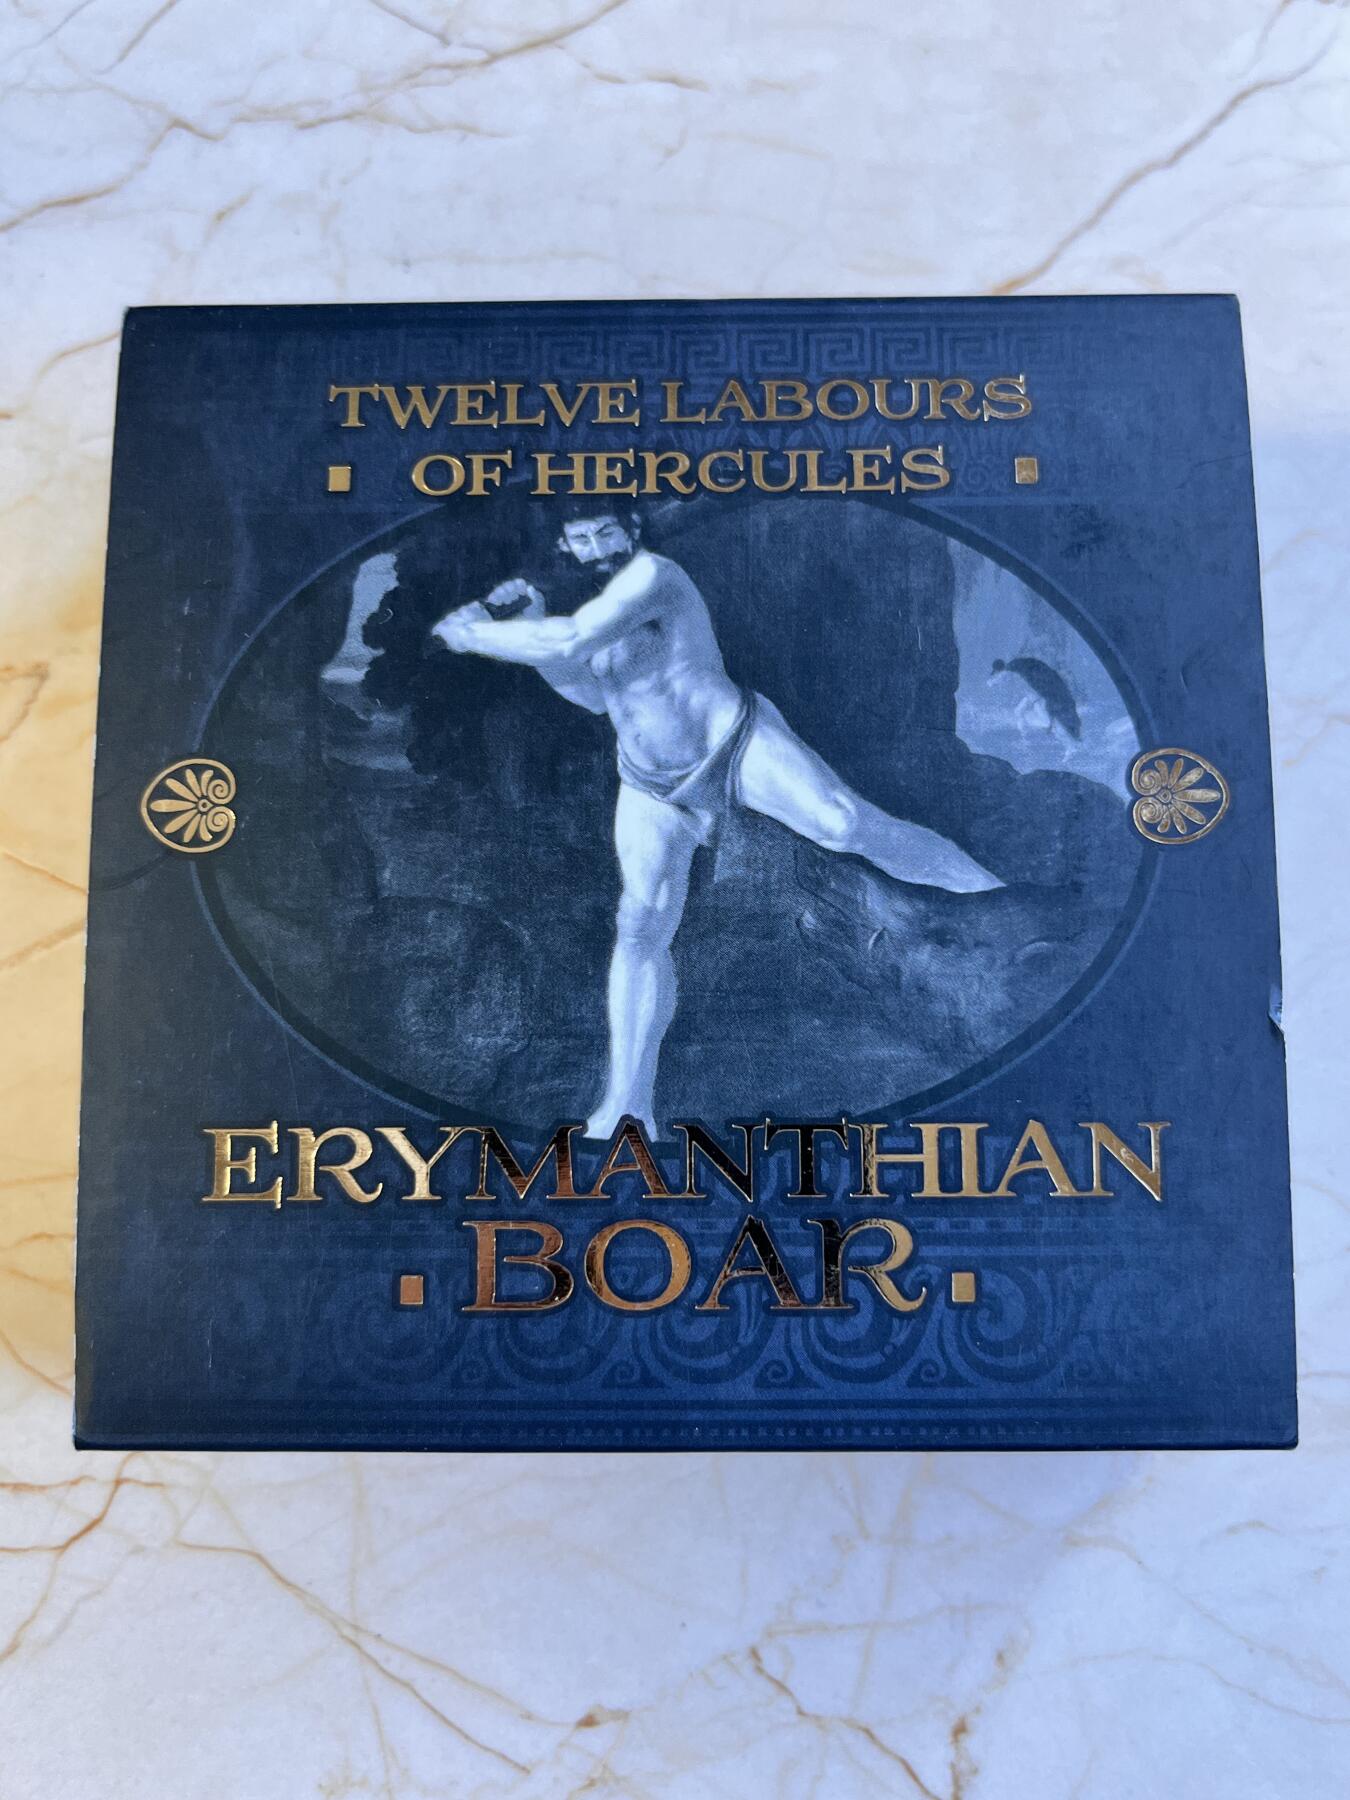 TWELVE LABOURS
OF HERCULES
ERYMANTHIAN
BOAR